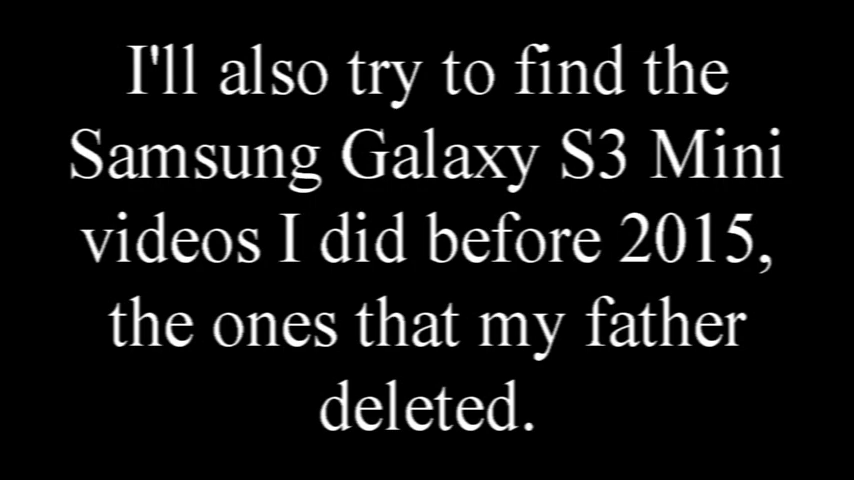 I'll also try to find the
Samsung Galaxy S3 Mini
videos I did before 2015,
the ones that my father
deleted.